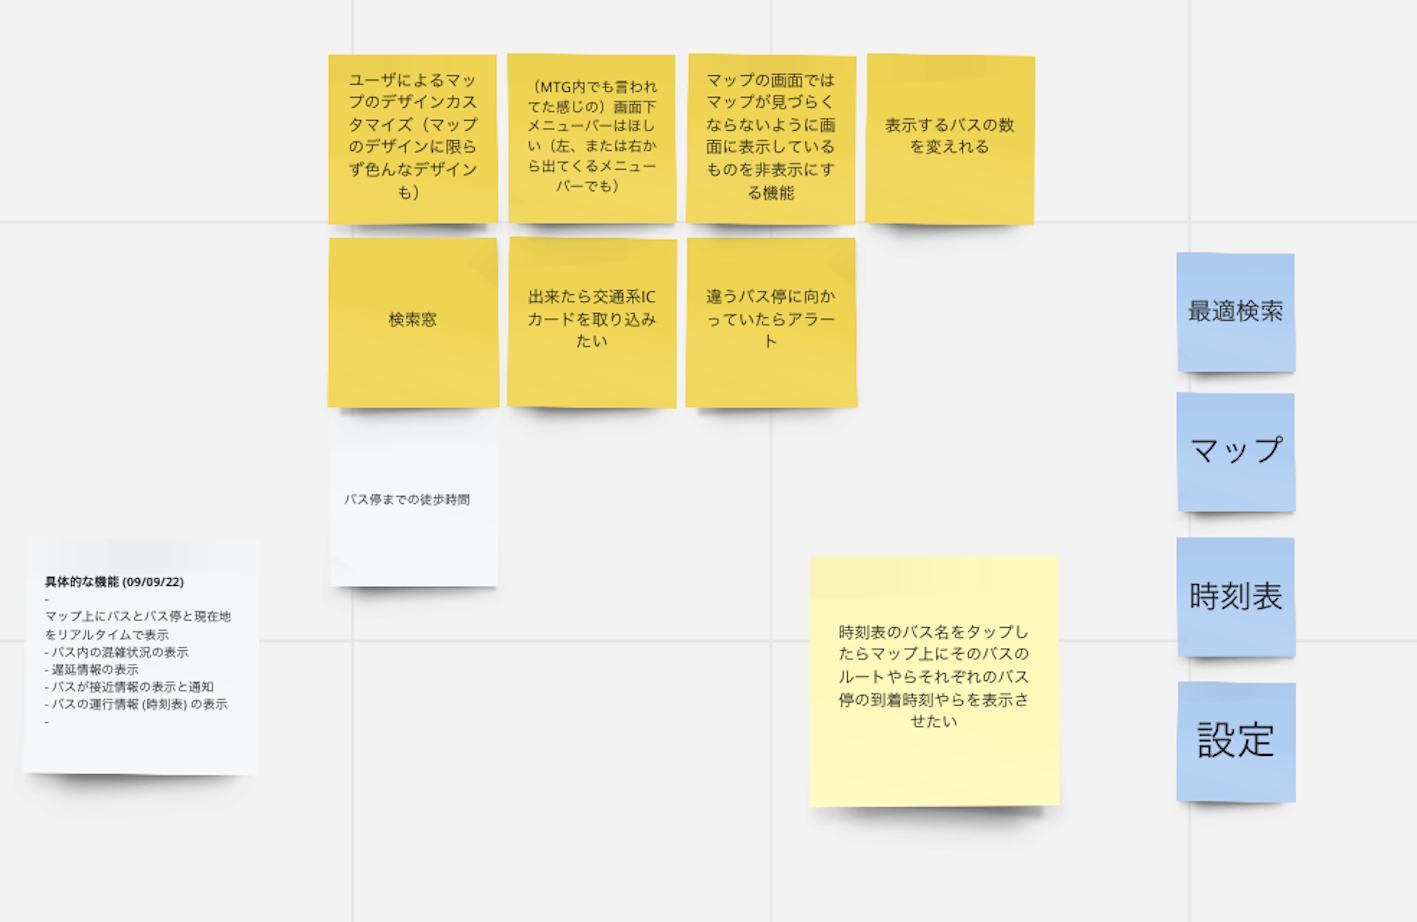 ユーザによるマッ
プのデザインカス
タマイズ（マップ
のデザインに限ら
ず色んなデザイン
も）
（MTG内でも言われ
てた感じの）画面下
メニューバーはほし
い（左、または右か
ら出てくるメニュー
バーでも）
マップの画面では
マップが見づらく
ならないように画
面に表示している
ものを非表示にす
る機能
表示するバスの数
を変えれる
検索窓
出来たら交通系IC
カードを取り込み
たい
違うバス停に向か
っていたらアラー
ト
バス停までの徒歩時間
具体的な機能 (09/09/22)
-
マップ上にバスとバス停と現在地
をリアルタイムで表示
- バス内の混雑状況の表示
- 遅延情報の表示
- バスが接近情報の表示と通知
- バスの運行情報 (時刻表) の表示
-
時刻表のバス名をタップし
たらマップ上にそのバスの
ルートやらそれぞれのバス
停の到着時刻やらを表示さ
せたい
最適検索
マップ
時刻表
設定